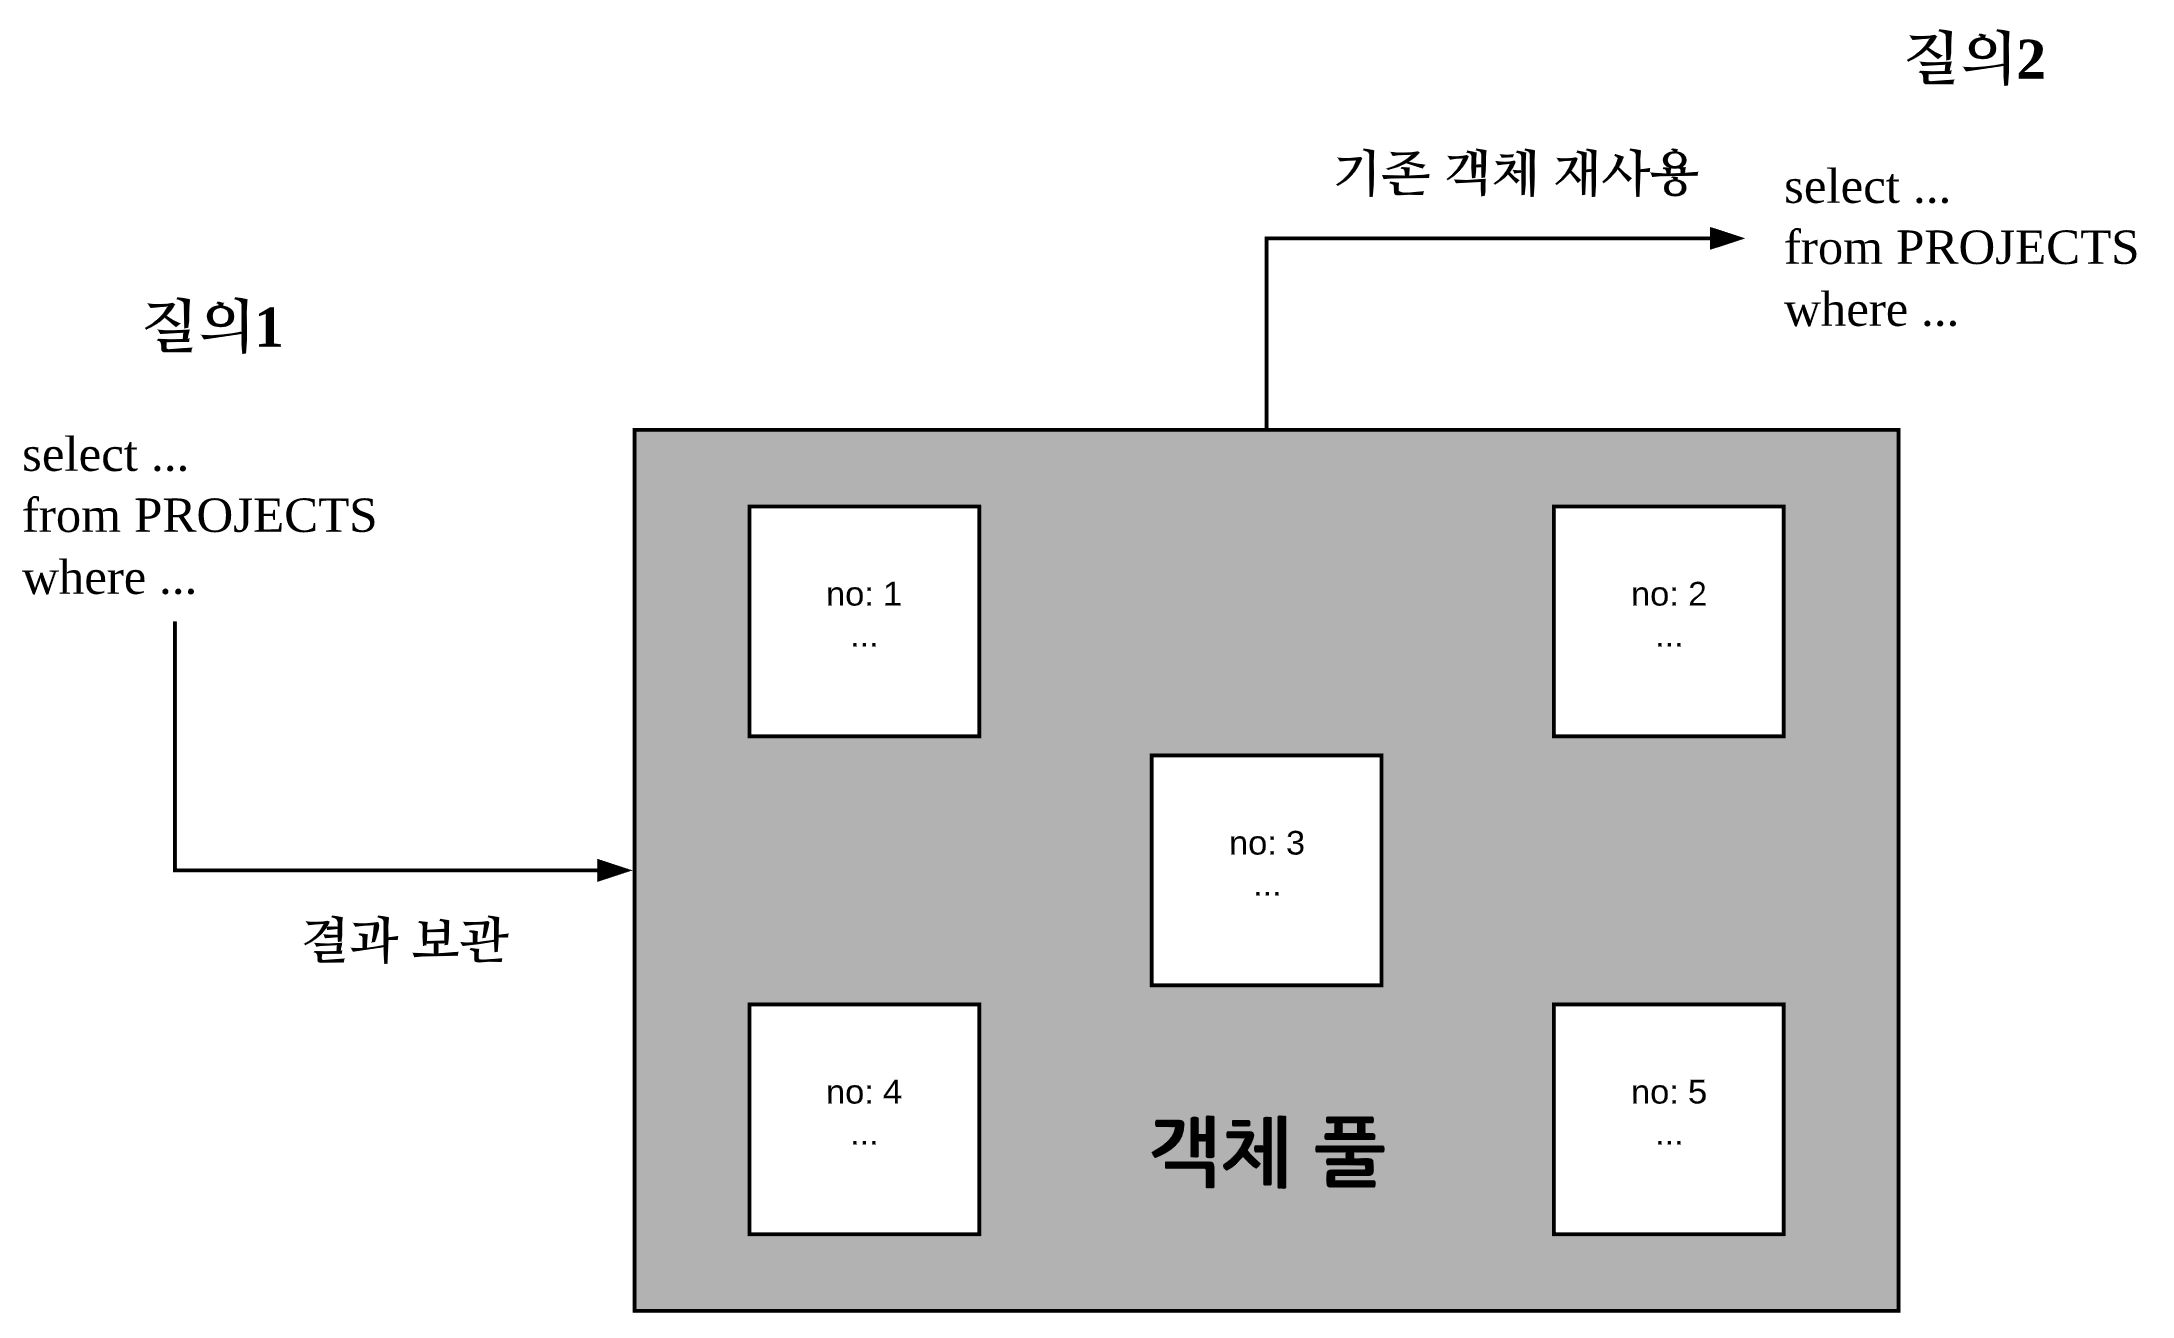 질의2
기존 객체 재사용
select ...
from PROJECTS
where ...
질의1
select ...
from PROJECTS
where ...
결과 보관
no: 1
...
no: 2
...
no: 3
...
no: 4
...
no: 5
...
객체 풀